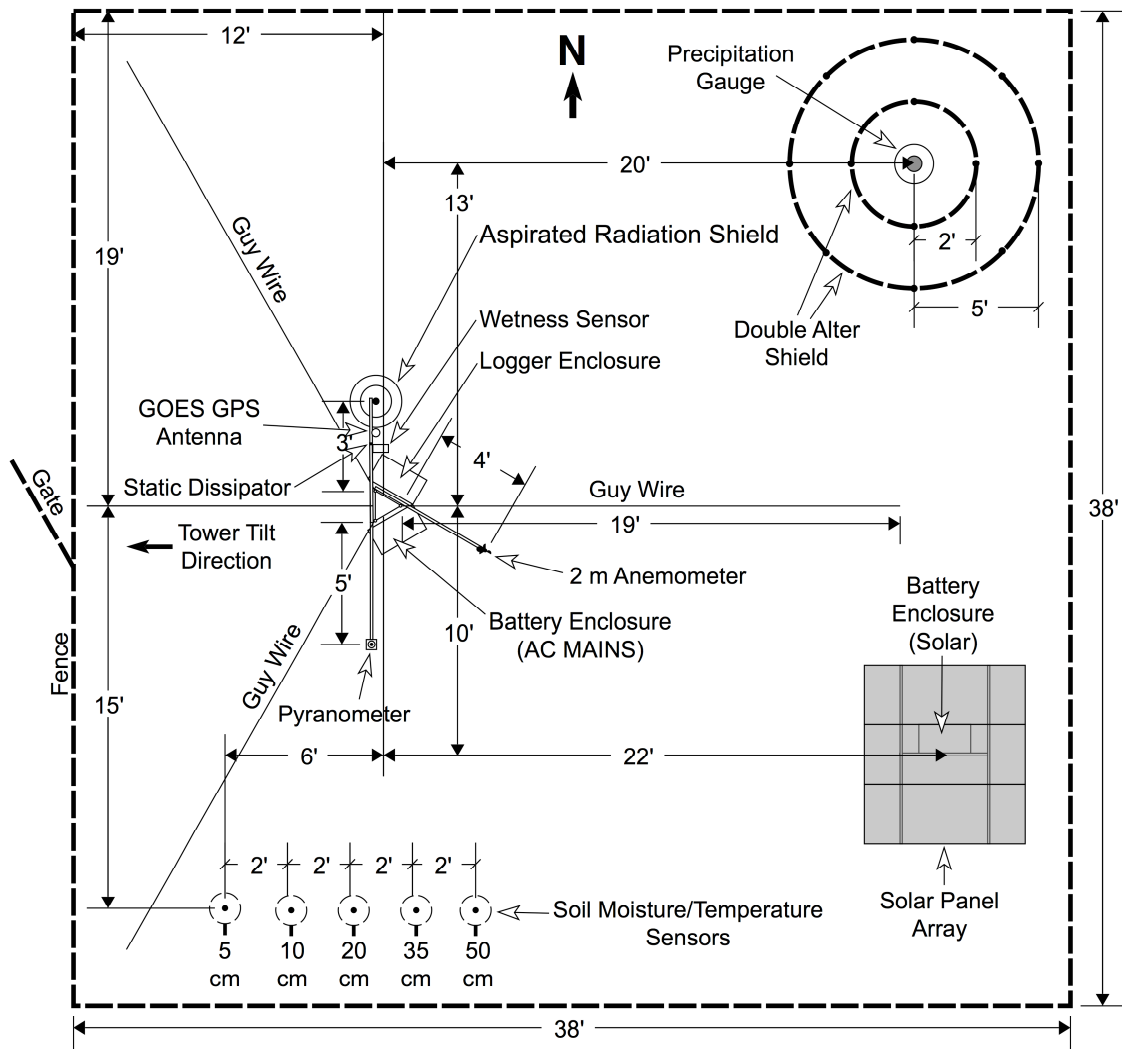 12'
N
Precipitation
Gauge
20'
13'
19'
Guy Wire
Aspirated Radiation Shield
2'
5'
Wetness Sensor
Double Alter
Shield
Logger Enclosure
GOES GPS
Antenna
3'
4'
Static Dissipator
Guy Wire
Gate
38'
19'
Tower Tilt
Direction
2 m Anemometer
5'
Battery
Enclosure
(Solar)
Battery Enclosure
(AC MAINS)
10'
Fence
Guy Wire
15'
Pyranometer
6'
22'
2'
2'
2'
2'
Soil Moisture/Temperature
Sensors
Solar Panel
Array
5
cm
10
cm
20
cm
35
cm
50
cm
38'